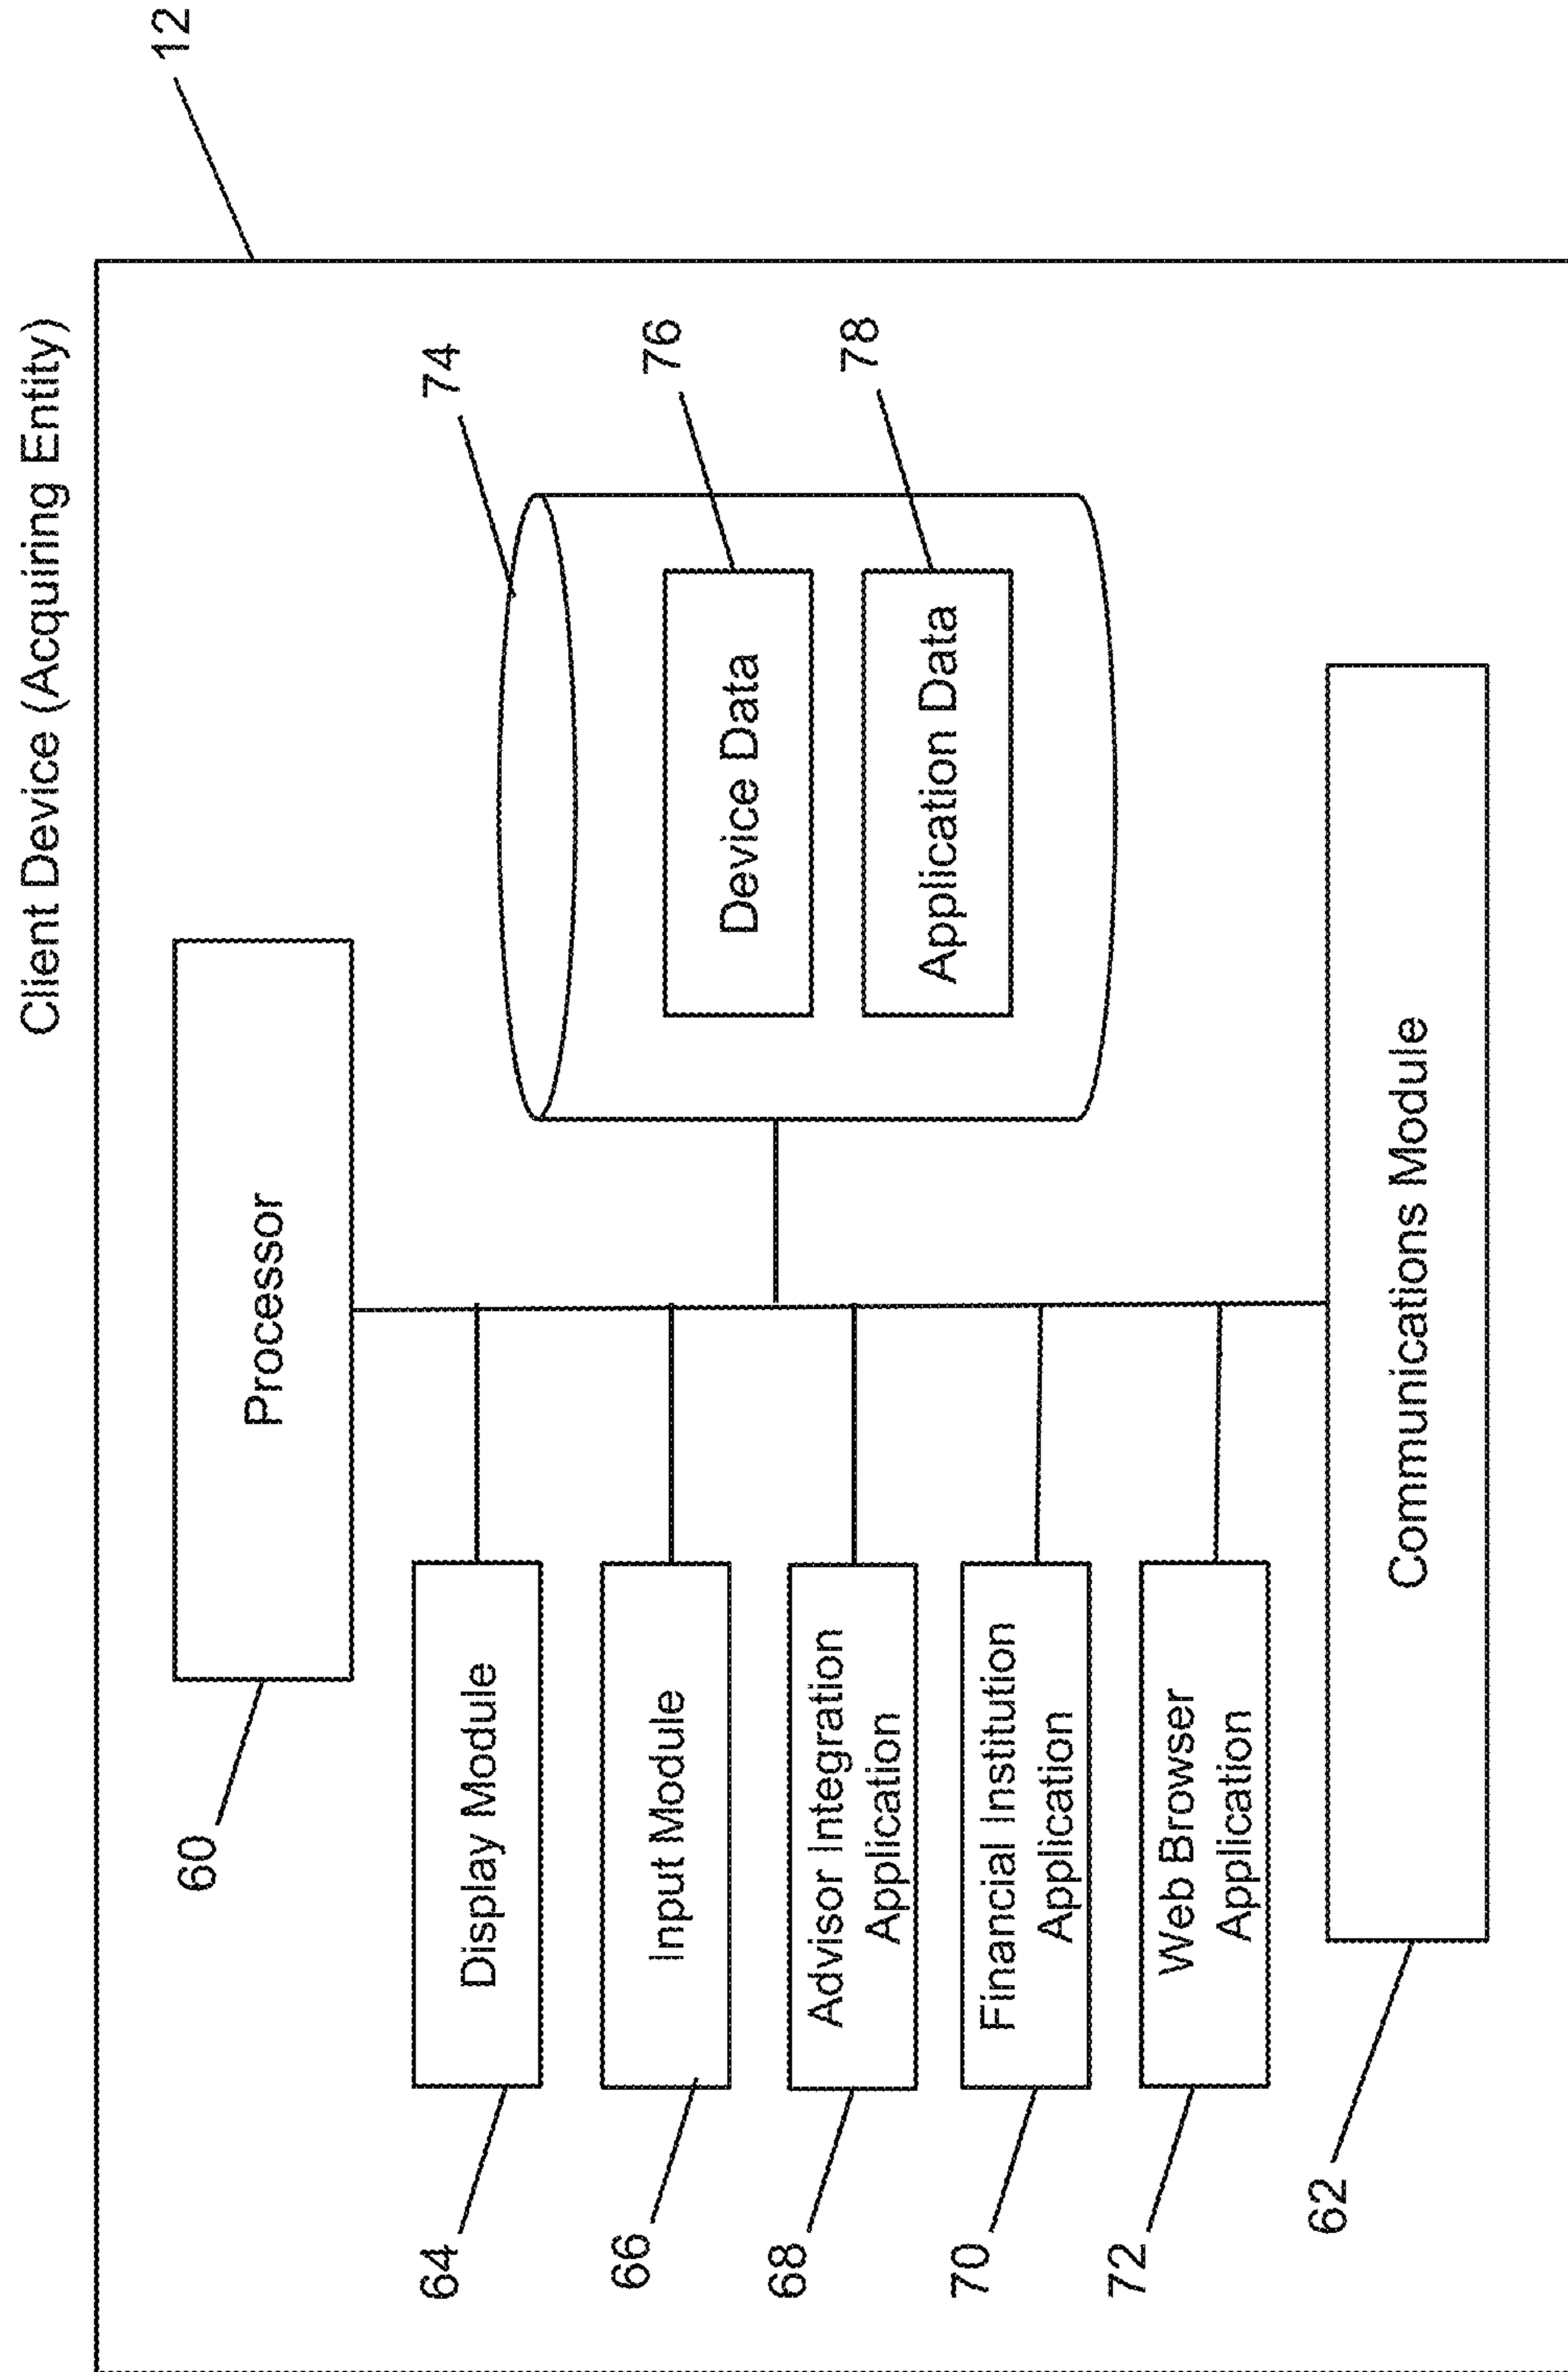 Client Device (Acquiring Entity)
12
60
Processor
74
64
Display Module
76
Device Data
66
Input Module
78
Application Data
68
Advisor Integration
Application
70
Financial Institution
Application
72
Web Browser
Application
62
Communications Module